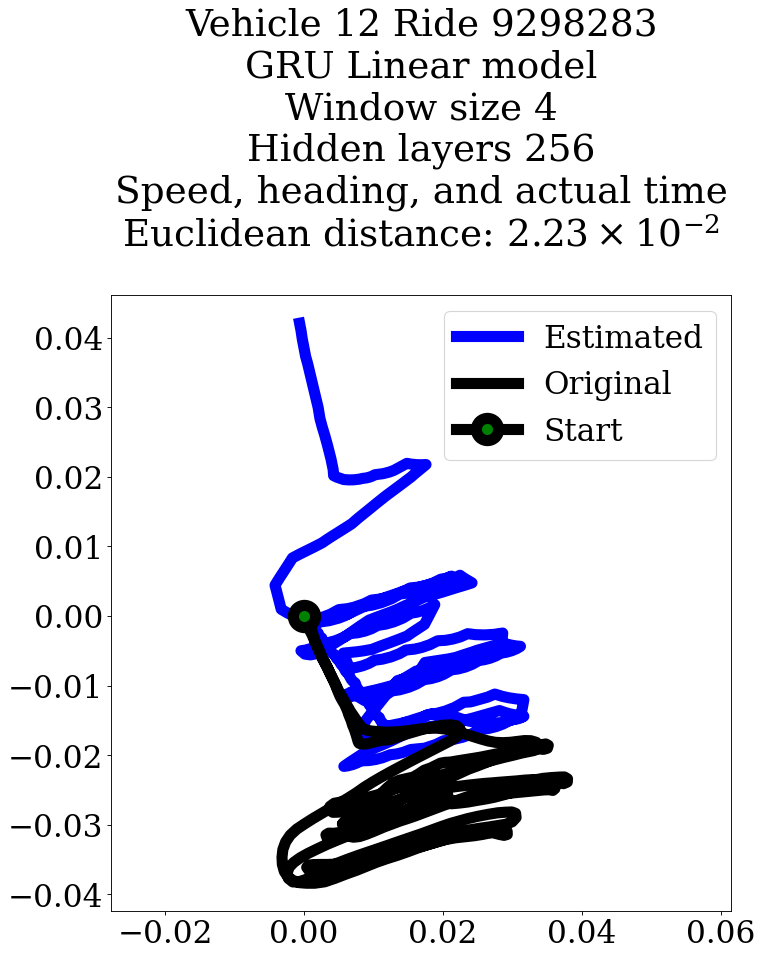 Vehicle 12 Ride 9298283
GRU Linear model
Window size 4
Hidden layers 256
Speed, heading, and actual time
Euclidean distance: 2.23 × 10⁻²
Estimated
Original
Start
0.04
0.03
0.02
0.01
0.00
−0.01
−0.02
−0.03
−0.04
−0.02 0.00 0.02 0.04 0.06